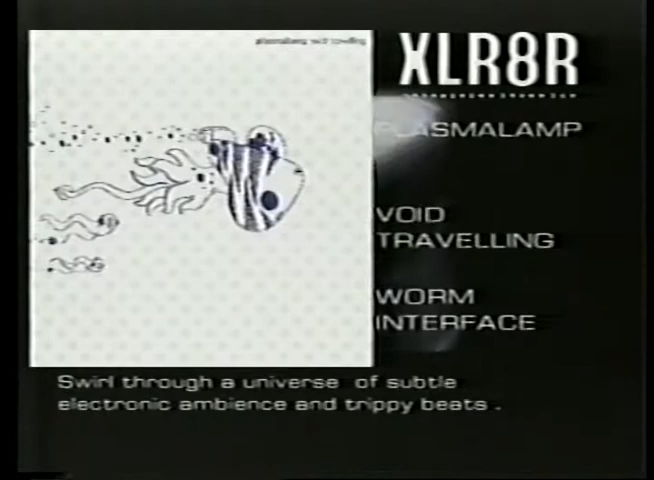 XLR8R
PLASMALAMP
VOID
TRAVELLING
WORM
INTERFACE
Swirl through a universe of subtle
electronic ambience and trippy beats .